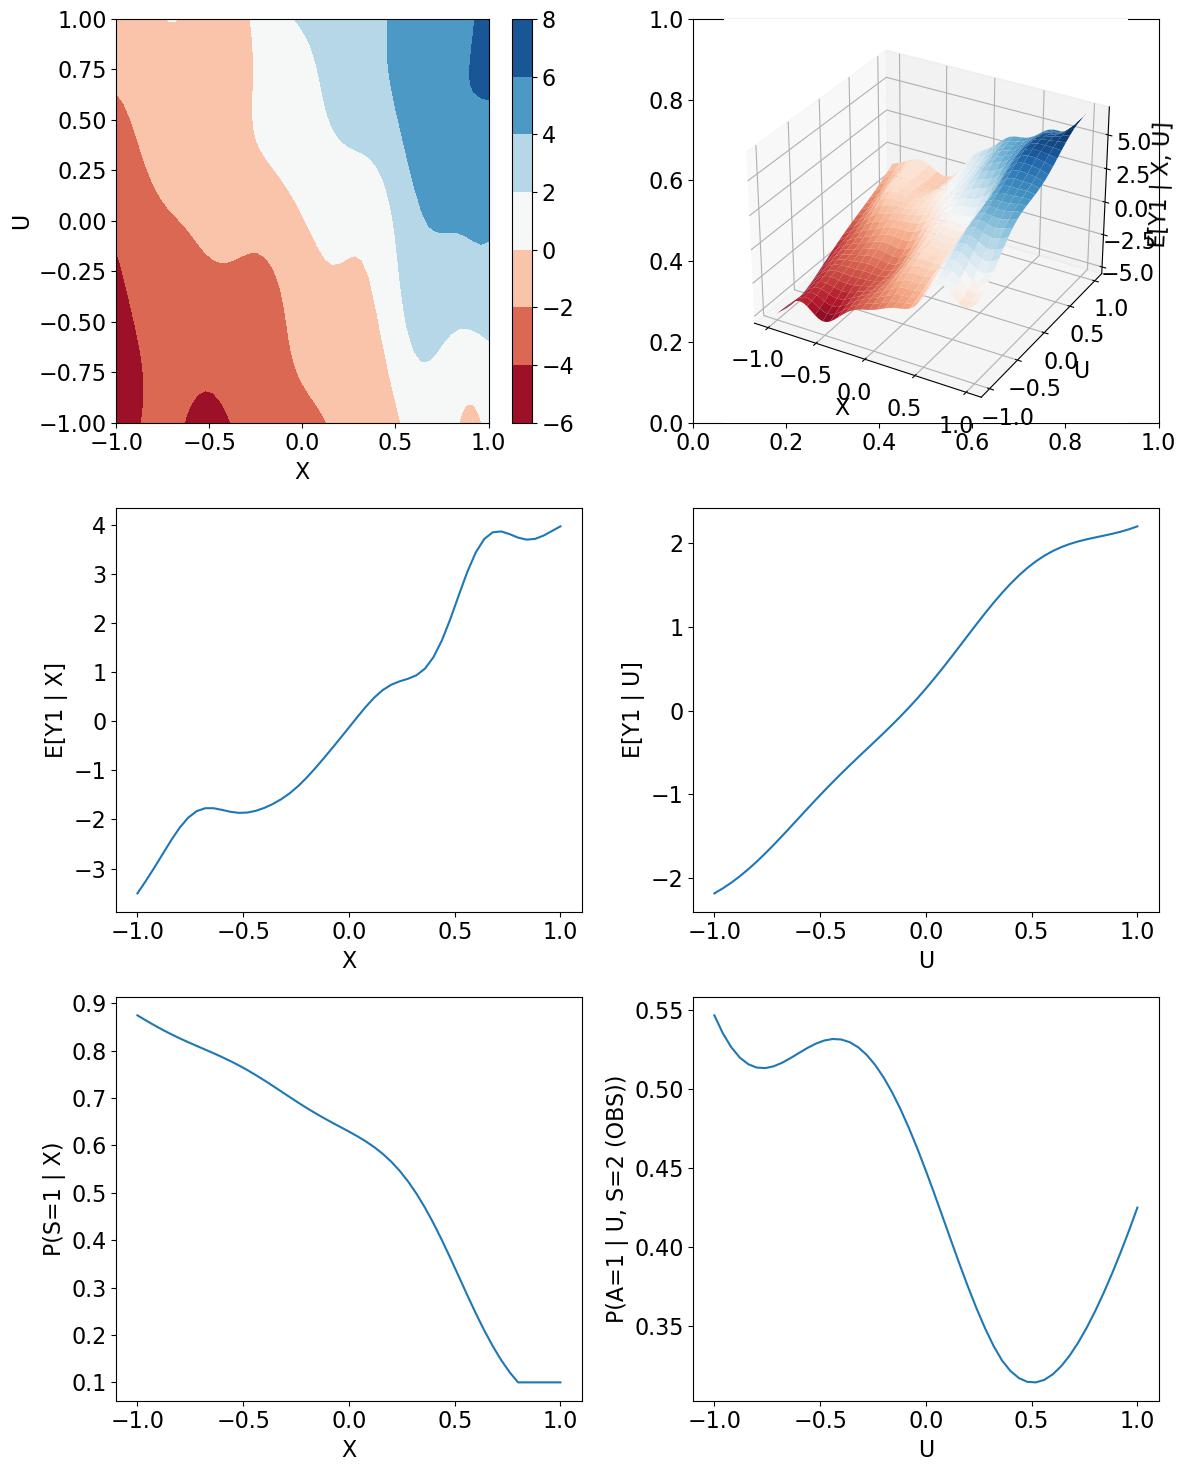 1.00
0.75
0.50
0.25
0.00
−0.25
−0.50
−0.75
−1.00
U
−1.0 −0.5 0.0 0.5 1.0
X
8
6
4
2
0
−2
−4
−6
1.0
0.8
0.6
0.4
0.2
0.0
0.0 0.2 0.4 0.6 0.8 1.0
−1.0 −0.5 0.0 0.5 1.0
X
−1.0 −0.5 0.0 0.5 1.0
U
5.0
2.5
0.0
−2.5
−5.0
E[Y1 | X, U]
4
3
2
1
0
−1
−2
−3
E[Y1 | X]
−1.0 −0.5 0.0 0.5 1.0
X
2
1
0
−1
−2
E[Y1 | U]
−1.0 −0.5 0.0 0.5 1.0
U
0.9
0.8
0.7
0.6
0.5
0.4
0.3
0.2
0.1
P(S=1 | X)
−1.0 −0.5 0.0 0.5 1.0
X
0.55
0.50
0.45
0.40
0.35
P(A=1 | U, S=2 (OBS))
−1.0 −0.5 0.0 0.5 1.0
U